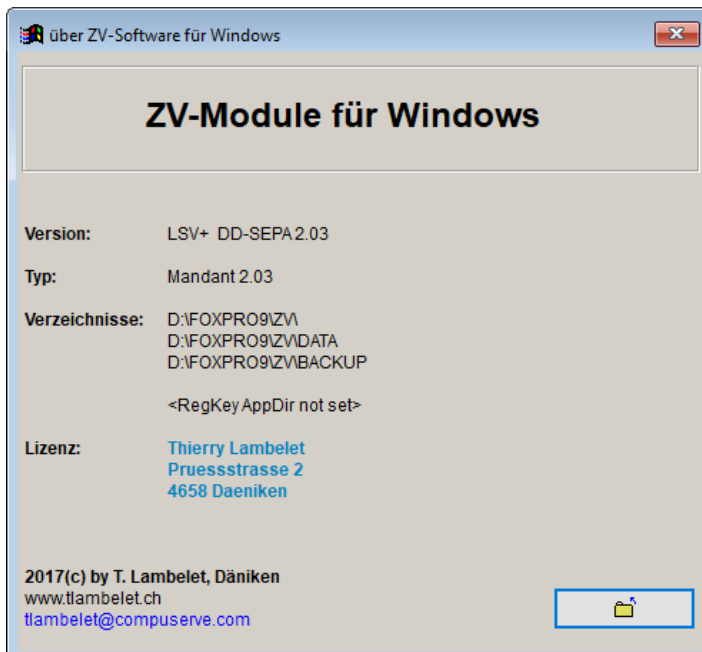 über ZV-Software für Windows
ZV-Module für Windows
Version: LSV+ DD-SEPA 2.03
Typ: Mandant 2.03
Verzeichnisse: D:\FOXPRO9\ZV\
D:\FOXPRO9\ZV\DATA
D:\FOXPRO9\ZV\BACKUP
<RegKey AppDir not set>
Lizenz: Thierry Lambelet
Pruessstrasse 2
4658 Daeniken
2017(c) by T. Lambelet, Däniken
www.tlambelet.ch
tlambelet@compuserve.com